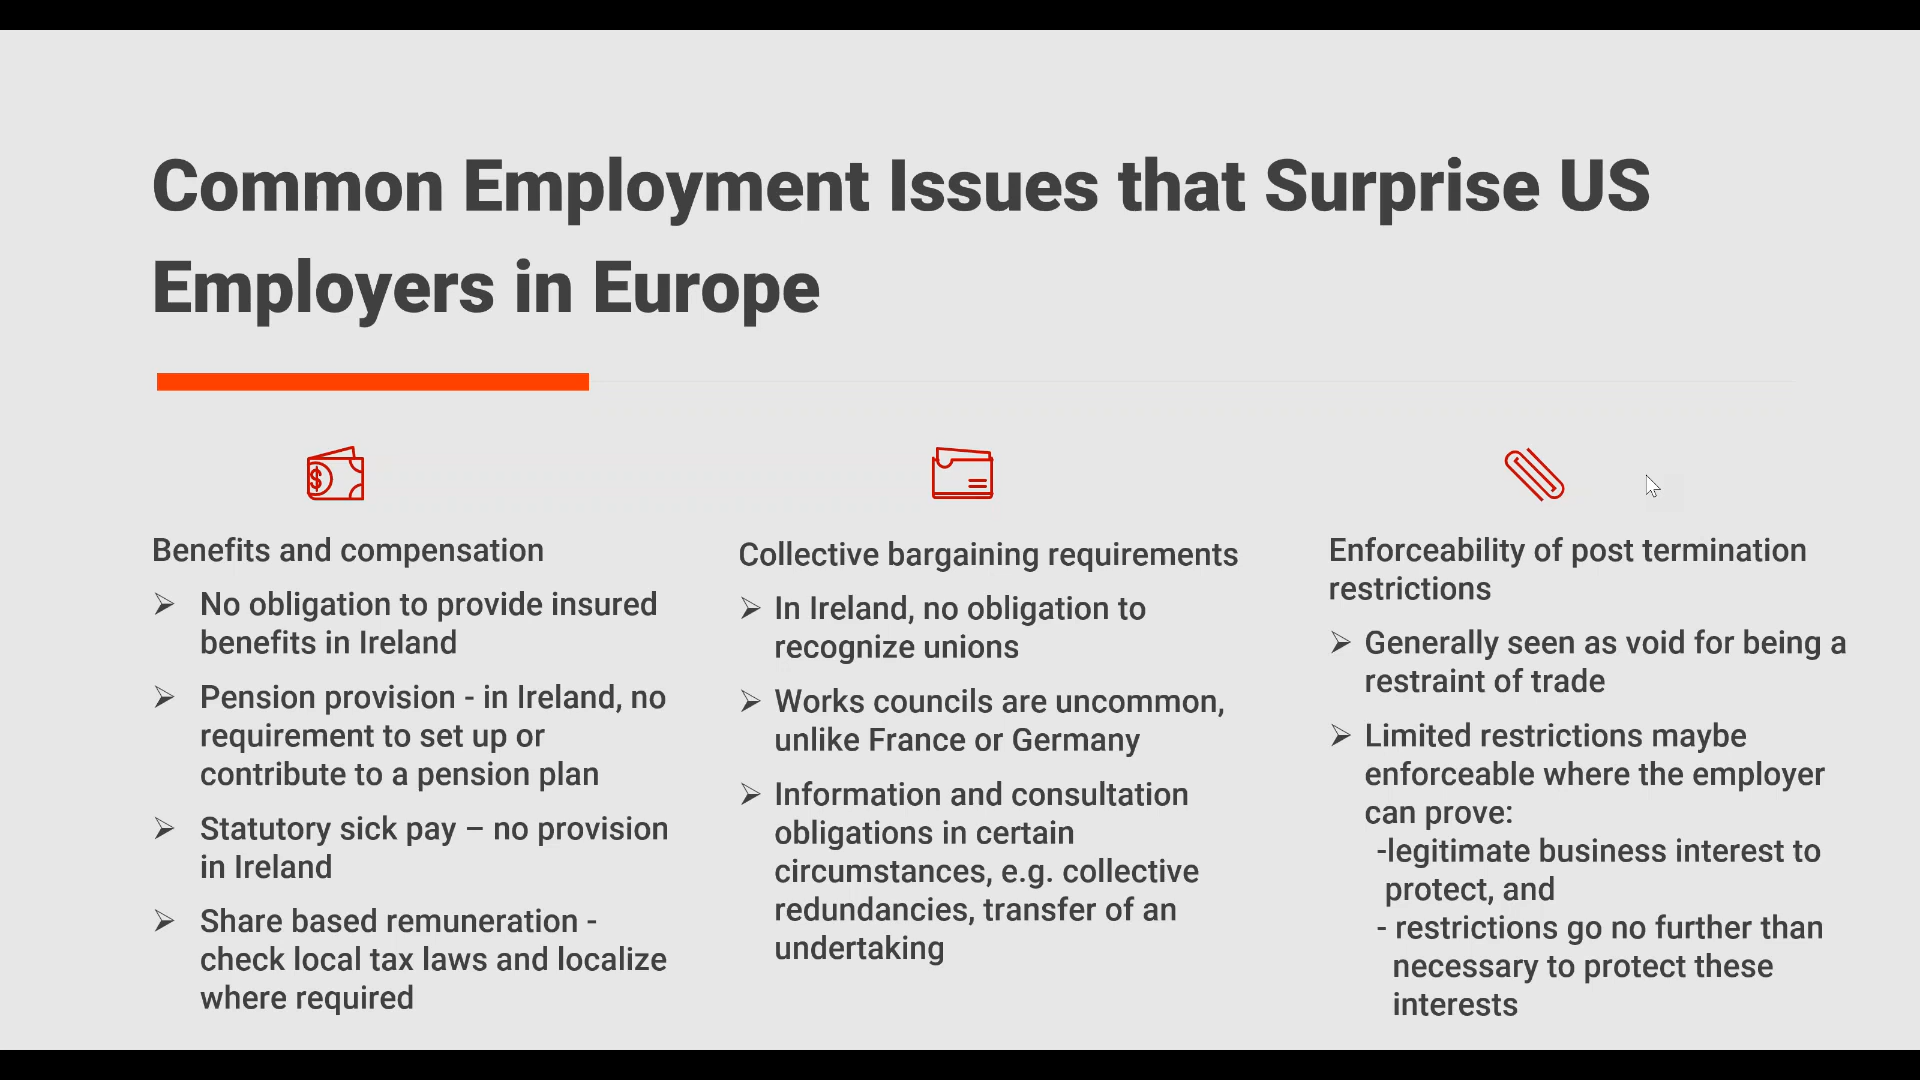 Common Employment Issues that Surprise US
Employers in Europe
Benefits and compensation
➢ No obligation to provide insured
benefits in Ireland
➢ Pension provision - in Ireland, no
requirement to set up or
contribute to a pension plan
➢ Statutory sick pay – no provision
in Ireland
➢ Share based remuneration -
check local tax laws and localize
where required
Collective bargaining requirements
➢ In Ireland, no obligation to
recognize unions
➢ Works councils are uncommon,
unlike France or Germany
➢ Information and consultation
obligations in certain
circumstances, e.g. collective
redundancies, transfer of an
undertaking
Enforceability of post termination
restrictions
➢ Generally seen as void for being a
restraint of trade
➢ Limited restrictions maybe
enforceable where the employer
can prove:
-legitimate business interest to
protect, and
- restrictions go no further than
necessary to protect these
interests